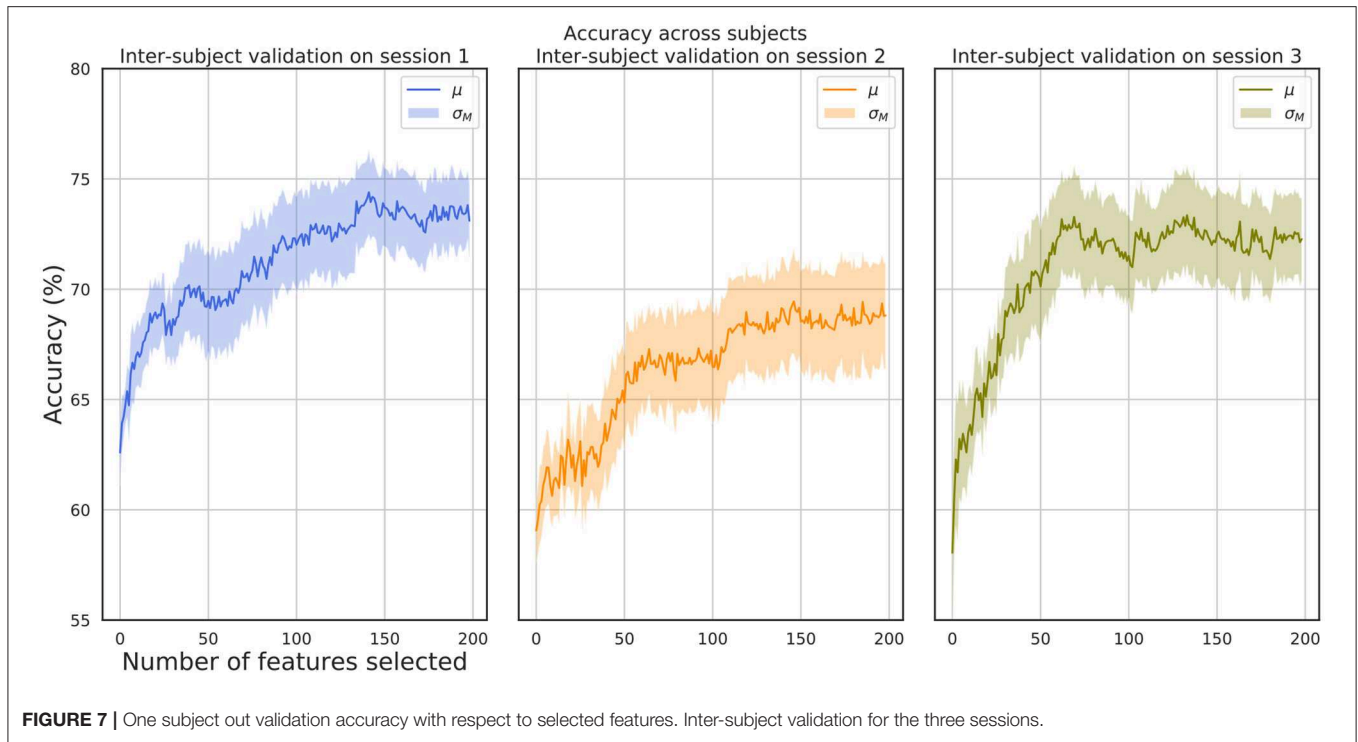 Accuracy across subjects
Inter-subject validation on session 1
Inter-subject validation on session 2
Inter-subject validation on session 3
μ
σM
μ
σM
μ
σM
Accuracy (%)
80
75
70
65
60
55
0 50 100 150 200
0 50 100 150 200
0 50 100 150 200
Number of features selected
FIGURE 7 | One subject out validation accuracy with respect to selected features. Inter-subject validation for the three sessions.